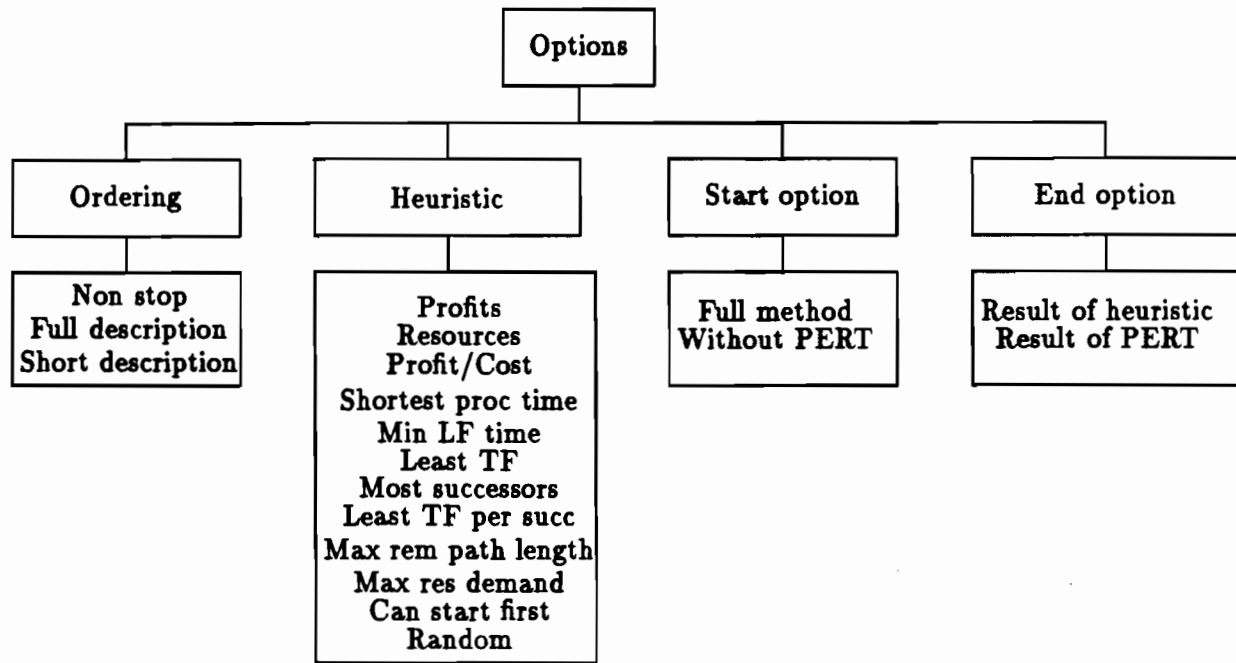 Options
Ordering
Heuristic
Start option
End option
Non stop
Full description
Short description
Profits
Resources
Profit/Cost
Shortest proc time
Min LF time
Least TF
Most successors
Least TF per succ
Max rem path length
Max res demand
Can start first
Random
Full method
Without PERT
Result of heuristic
Result of PERT